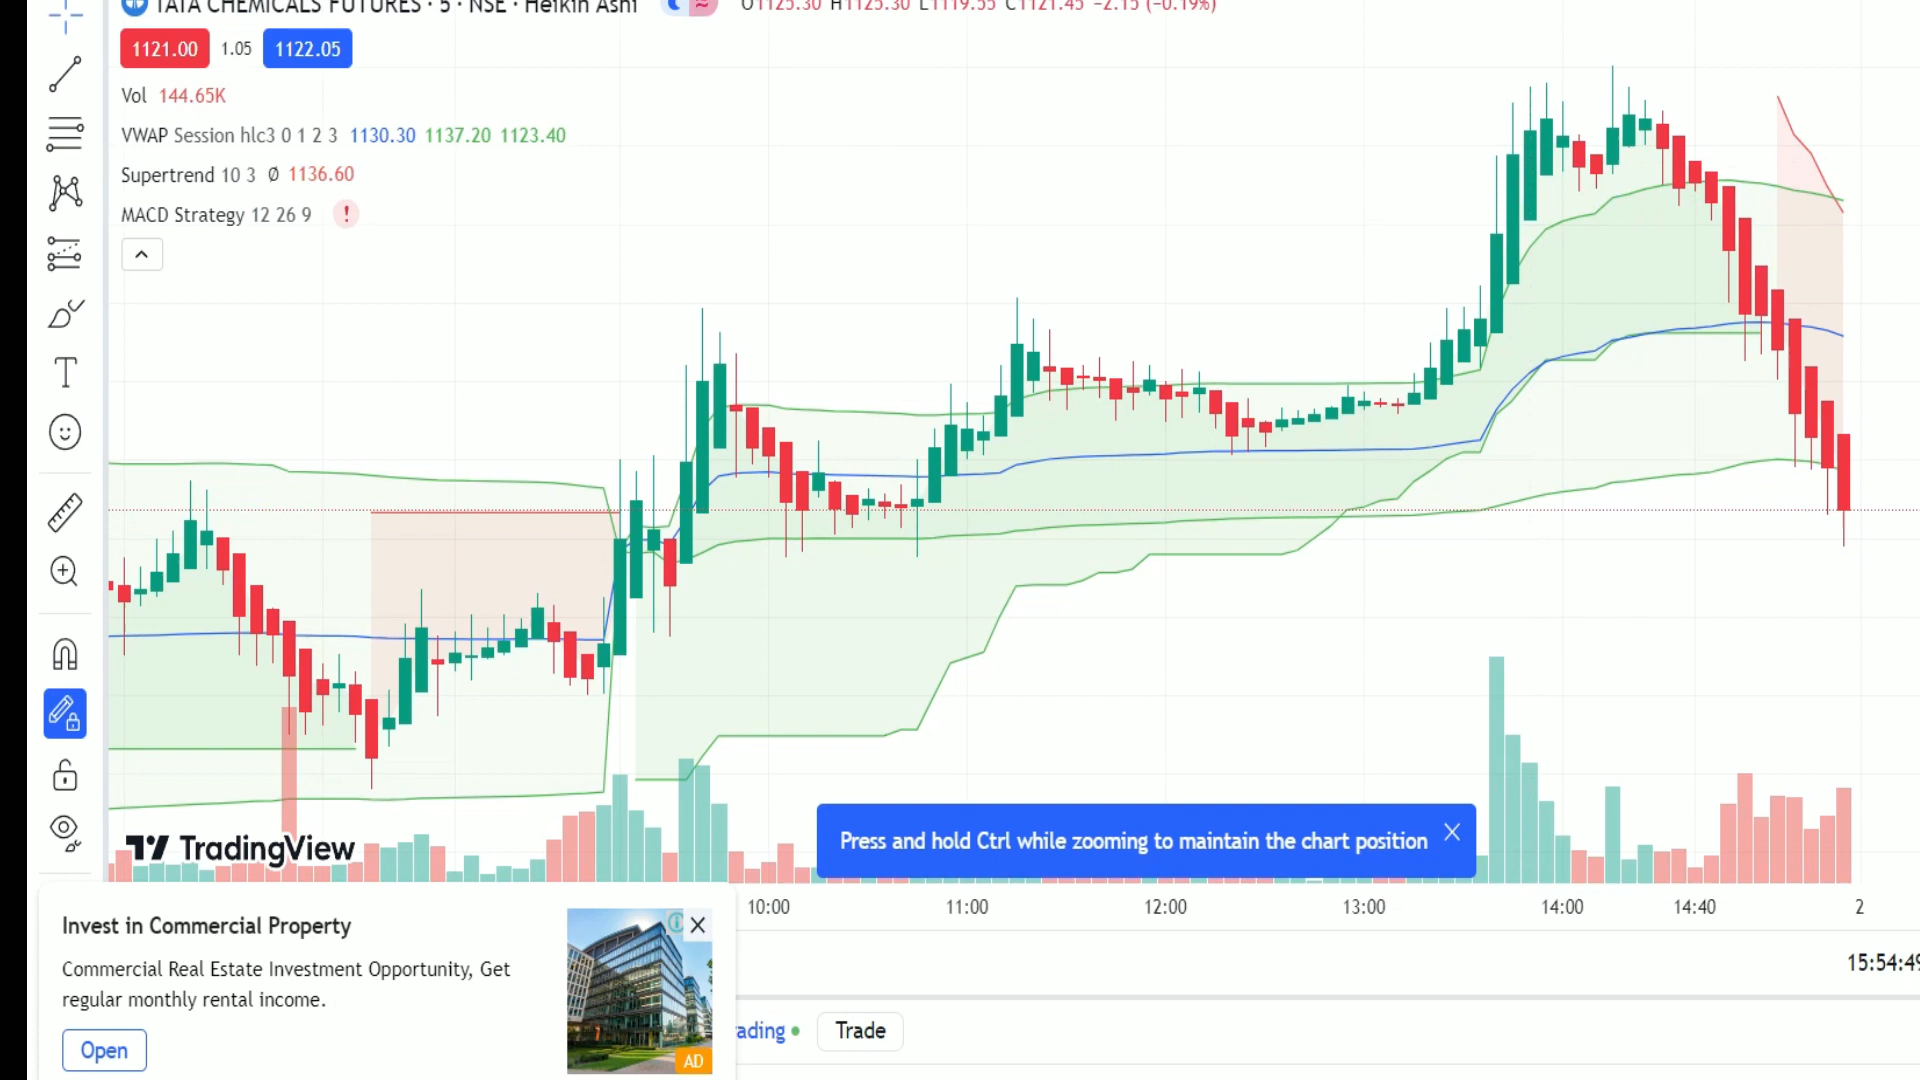 TATA CHEMICALS FUTURES · 5 · NSE · Heikin Ashi O1125.30 H1125.30 L1119.55 C1121.45 −2.15 (−0.19%)
1121.00 1.05 1122.05
Vol 144.65K
VWAP Session hlc3 0 1 2 3 1130.30 1137.20 1123.40
Supertrend 10 3 Ø 1136.60
MACD Strategy 12 26 9 !
TradingView
Press and hold Ctrl while zooming to maintain the chart position
10:00 11:00 12:00 13:00 14:00 14:40 2
Invest in Commercial Property
Commercial Real Estate Investment Opportunity, Get
regular monthly rental income.
Open
AD
15:54:49
ading Trade